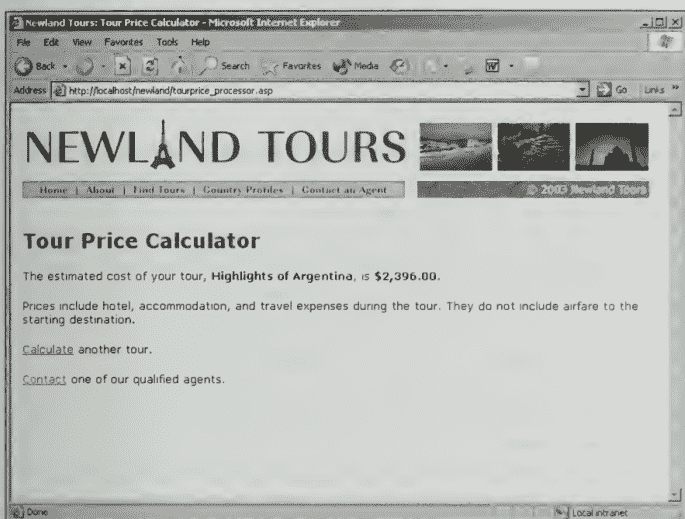 Newland Tours: Tour Price Calculator - Microsoft Internet Explorer
File Edit View Favorites Tools Help
Back Search Favorites Media
Address http://localhost/newland/tourprice_processor.asp Go Links »
NEWLAND TOURS
Home | About | Find Tours | Country Profiles | Contact an Agent © 2003 Newland Tours
Tour Price Calculator
The estimated cost of your tour, Highlights of Argentina, is $2,396.00.
Prices include hotel, accommodation, and travel expenses during the tour. They do not include airfare to the
starting destination.
Calculate another tour.
Contact one of our qualified agents.
Done Local intranet